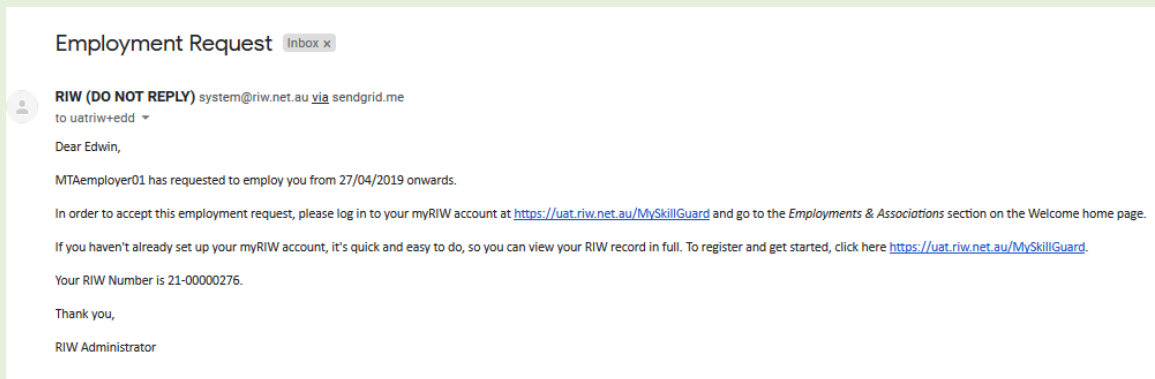 Employment Request Inbox x
RIW (DO NOT REPLY) system@riw.net.au via sendgrid.me
to uatriw+edd
Dear Edwin,
MTAemployer01 has requested to employ you from 27/04/2019 onwards.
In order to accept this employment request, please log in to your myRIW account at https://uat.riw.net.au/MySkillGuard and go to the Employments & Associations section on the Welcome home page.
If you haven't already set up your myRIW account, it's quick and easy to do, so you can view your RIW record in full. To register and get started, click here https://uat.riw.net.au/MySkillGuard.
Your RIW Number is 21-00000276.
Thank you,
RIW Administrator